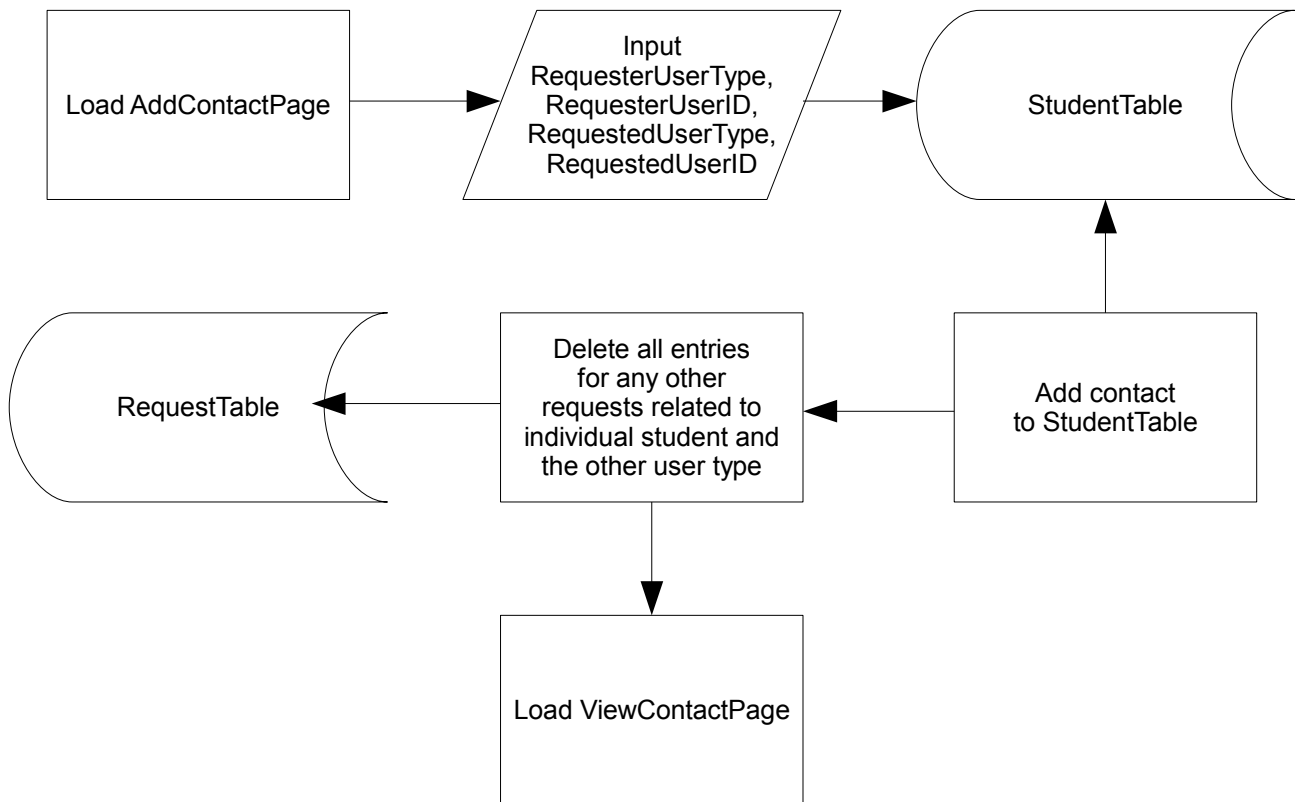 Load AddContactPage
Input
RequesterUserType,
RequesterUserID,
RequestedUserType,
RequestedUserID
StudentTable
RequestTable
Delete all entries
for any other
requests related to
individual student and
the other user type
Add contact
to StudentTable
Load ViewContactPage